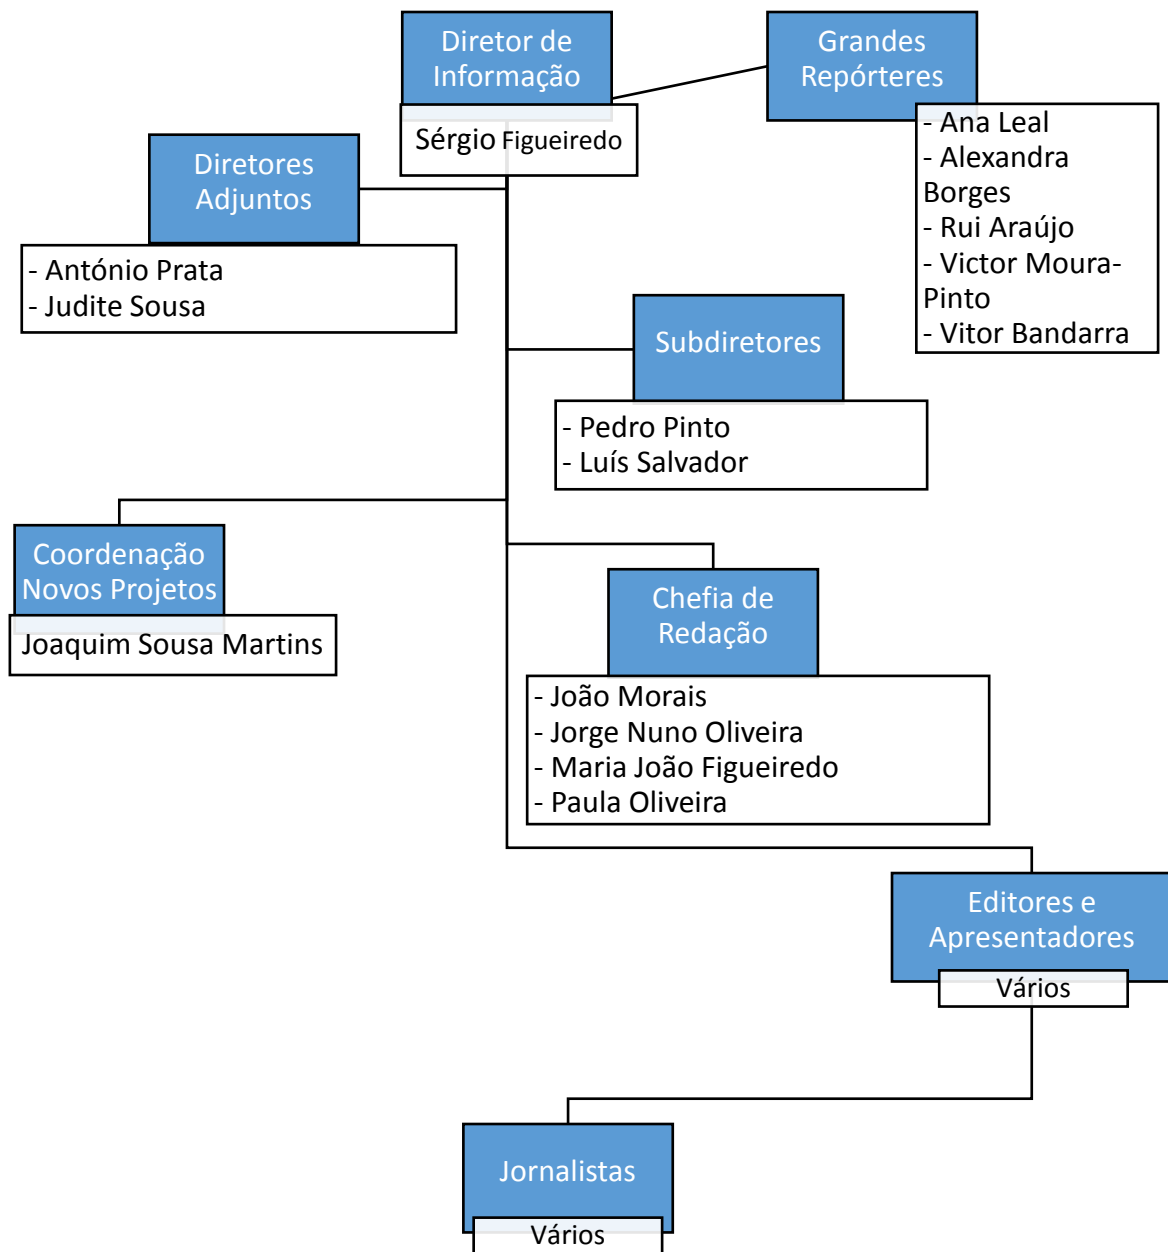 Diretor de
Informação
Sérgio Figueiredo
Grandes
Repórteres
- Ana Leal
- Alexandra
Borges
- Rui Araújo
- Victor Moura-
Pinto
- Vitor Bandarra
Diretores
Adjuntos
- António Prata
- Judite Sousa
Subdiretores
- Pedro Pinto
- Luís Salvador
Coordenação
Novos Projetos
Joaquim Sousa Martins
Chefia de
Redação
- João Morais
- Jorge Nuno Oliveira
- Maria João Figueiredo
- Paula Oliveira
Editores e
Apresentadores
Vários
Jornalistas
Vários